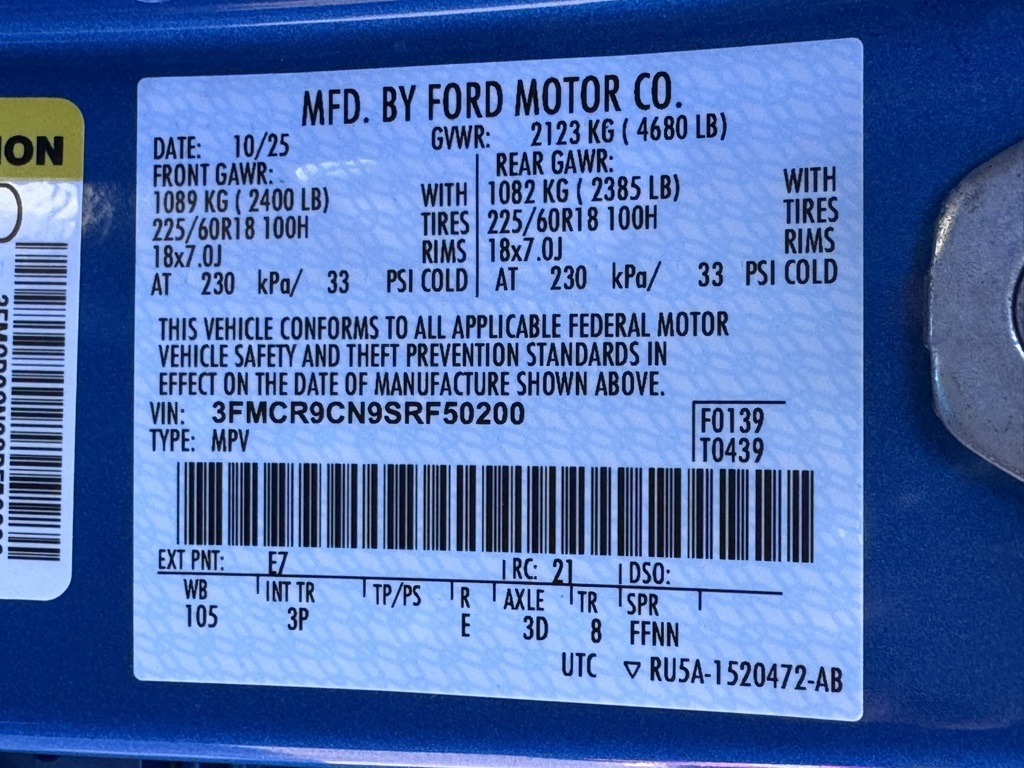 MFD. BY FORD MOTOR CO.
DATE: 10/25 GVWR: 2123 KG ( 4680 LB)
FRONT GAWR: REAR GAWR:
1089 KG ( 2400 LB) WITH 1082 KG ( 2385 LB) WITH
225/60R18 100H TIRES 225/60R18 100H TIRES
18x7.0J RIMS 18x7.0J RIMS
AT 230 kPa/ 33 PSI COLD AT 230 kPa/ 33 PSI COLD
THIS VEHICLE CONFORMS TO ALL APPLICABLE FEDERAL MOTOR
VEHICLE SAFETY AND THEFT PREVENTION STANDARDS IN
EFFECT ON THE DATE OF MANUFACTURE SHOWN ABOVE.
VIN: 3FMCR9CN9SRF50200 F0139
TYPE: MPV T0439
EXT PNT: E7 RC: 21 DSO:
WB INT TR TP/PS R AXLE TR SPR
105 3P E 3D 8 FFNN
UTC ▽ RU5A-1520472-AB
ION